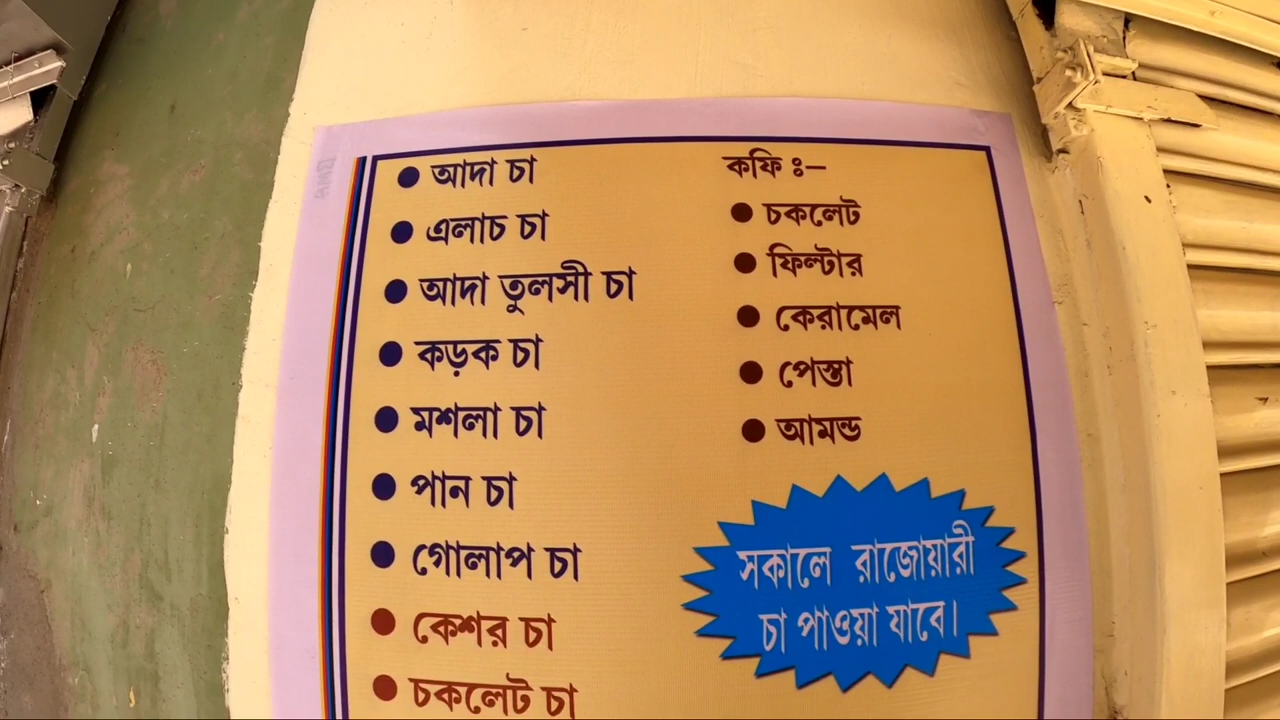 আদা চা
এলাচ চা
আদা তুলসী চা
কড়ক চা
মশলা চা
পান চা
গোলাপ চা
কেশর চা
চকলেট চা
কফি ঃ–
চকলেট
ফিল্টার
কেরামেল
পেস্তা
আমন্ড
সকালে রাজোয়ারী
চা পাওয়া যাবে।